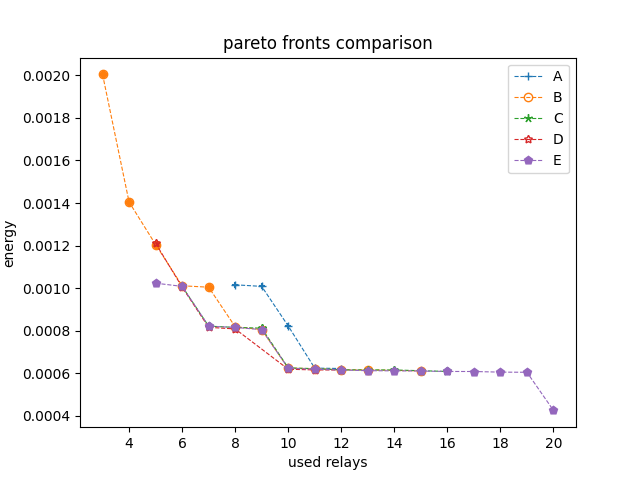 pareto fronts comparison
A
B
C
D
E
0.0020
0.0018
0.0016
0.0014
0.0012
0.0010
0.0008
0.0006
0.0004
energy
4 6 8 10 12 14 16 18 20
used relays